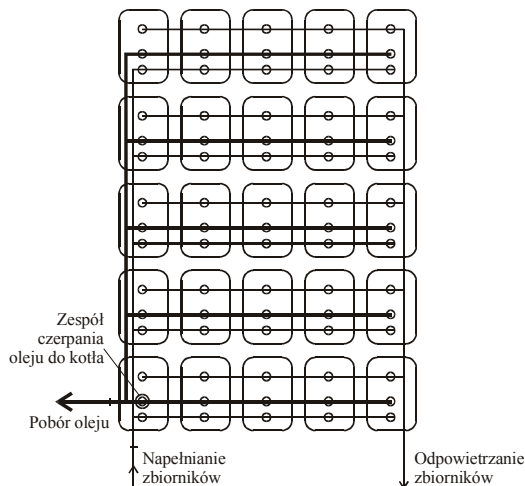 Zespół
czerpania
oleju do kotła
Pobór oleju
Napełnianie
zbiorników
Odpowietrzanie
zbiorników